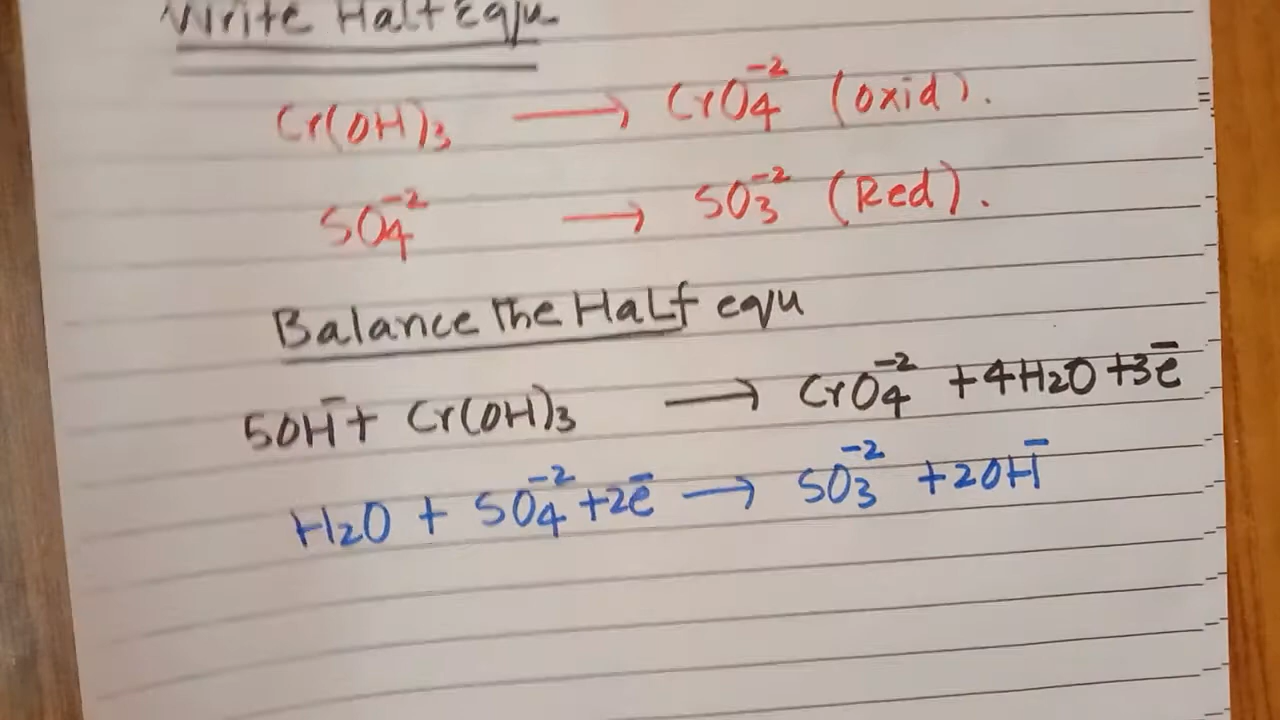 Write Half Equ
Cr(OH)3 ⟶ CrO4^-2 (oxid).
SO4^-2 ⟶ SO3^-2 (Red).
Balance The Half equ
5OH^- + Cr(OH)3 ⟶ CrO4^-2 + 4H2O + 3e^-
H2O + SO4^-2 + 2e^- ⟶ SO3^-2 + 2OH^-